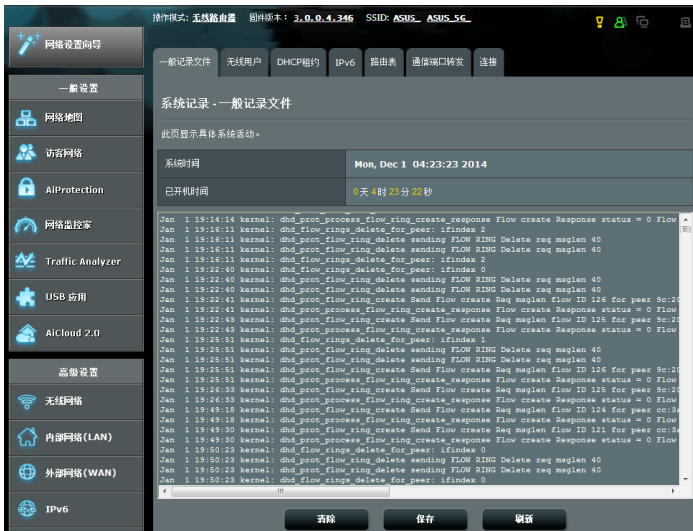 操作模式: 无线路由器 固件版本: 3.0.0.4.346 SSID: ASUS_ ASUS_5G_
网络设置向导
一般记录文件 无线用户 DHCP租约 IPv6 路由表 通信端口转发 连接
一般设置
网络地图
访客网络
AiProtection
网络监控家
Traffic Analyzer
USB 应用
AiCloud 2.0
高级设置
无线网络
内部网络(LAN)
外部网络(WAN)
IPv6
系统记录 - 一般记录文件
此页显示具体系统活动。
系统时间 Mon, Dec 1 04:23:23 2014
已开机时间 0天 4时 23分 22秒
Jan 1 19:14:14 kernel: dhd_prot_process_flow_ring_create_response Flow create Response status = 0 Flow
Jan 1 19:16:11 kernel: dhd_flow_rings_delete_for_peer: ifindex 2
Jan 1 19:16:11 kernel: dhd_prot_flow_ring_delete sending FLOW RING Delete req msglen 40
Jan 1 19:16:11 kernel: dhd_flow_rings_delete_for_peer: ifindex 2
Jan 1 19:22:40 kernel: dhd_flow_rings_delete_for_peer: ifindex 0
Jan 1 19:22:40 kernel: dhd_prot_flow_ring_delete sending FLOW RING Delete req msglen 40
Jan 1 19:22:40 kernel: dhd_prot_flow_ring_delete sending FLOW RING Delete req msglen 40
Jan 1 19:22:41 kernel: dhd_prot_flow_ring_create Send Flow create Req msglen flow ID 126 for peer 9c:20
Jan 1 19:22:41 kernel: dhd_prot_process_flow_ring_create_response Flow create Response status = 0 Flow
Jan 1 19:22:43 kernel: dhd_prot_flow_ring_create Send Flow create Req msglen flow ID 125 for peer 9c:20
Jan 1 19:22:43 kernel: dhd_prot_process_flow_ring_create_response Flow create Response status = 0 Flow
Jan 1 19:25:51 kernel: dhd_flow_rings_delete_for_peer: ifindex 1
Jan 1 19:25:51 kernel: dhd_prot_flow_ring_delete sending FLOW RING Delete req msglen 40
Jan 1 19:25:51 kernel: dhd_prot_flow_ring_delete sending FLOW RING Delete req msglen 40
Jan 1 19:25:51 kernel: dhd_prot_flow_ring_create Send Flow create Req msglen flow ID 126 for peer 9c:20
Jan 1 19:25:51 kernel: dhd_prot_process_flow_ring_create_response Flow create Response status = 0 Flow
Jan 1 19:26:33 kernel: dhd_prot_flow_ring_create Send Flow create Req msglen flow ID 125 for peer 9c:20
Jan 1 19:26:33 kernel: dhd_prot_process_flow_ring_create_response Flow create Response status = 0 Flow
Jan 1 19:49:18 kernel: dhd_prot_flow_ring_create Send Flow create Req msglen flow ID 124 for peer cc:3a
Jan 1 19:49:18 kernel: dhd_prot_process_flow_ring_create_response Flow create Response status = 0 Flow
Jan 1 19:49:30 kernel: dhd_prot_flow_ring_create Send Flow create Req msglen flow ID 121 for peer cc:3a
Jan 1 19:49:30 kernel: dhd_prot_process_flow_ring_create_response Flow create Response status = 0 Flow
Jan 1 19:50:23 kernel: dhd_flow_rings_delete_for_peer: ifindex 0
Jan 1 19:50:23 kernel: dhd_prot_flow_ring_delete sending FLOW RING Delete req msglen 40
Jan 1 19:50:23 kernel: dhd_prot_flow_ring_delete sending FLOW RING Delete req msglen 40
Jan 1 19:50:23 kernel: dhd_flow_rings_delete_for_peer: ifindex 0
清除 保存 刷新